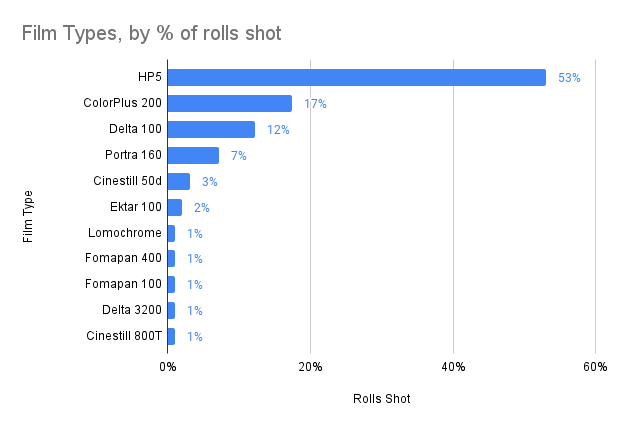 Film Types, by % of rolls shot
Film Type
HP5 53%
ColorPlus 200 17%
Delta 100 12%
Portra 160 7%
Cinestill 50d 3%
Ektar 100 2%
Lomochrome 1%
Fomapan 400 1%
Fomapan 100 1%
Delta 3200 1%
Cinestill 800T 1%
0% 20% 40% 60%
Rolls Shot